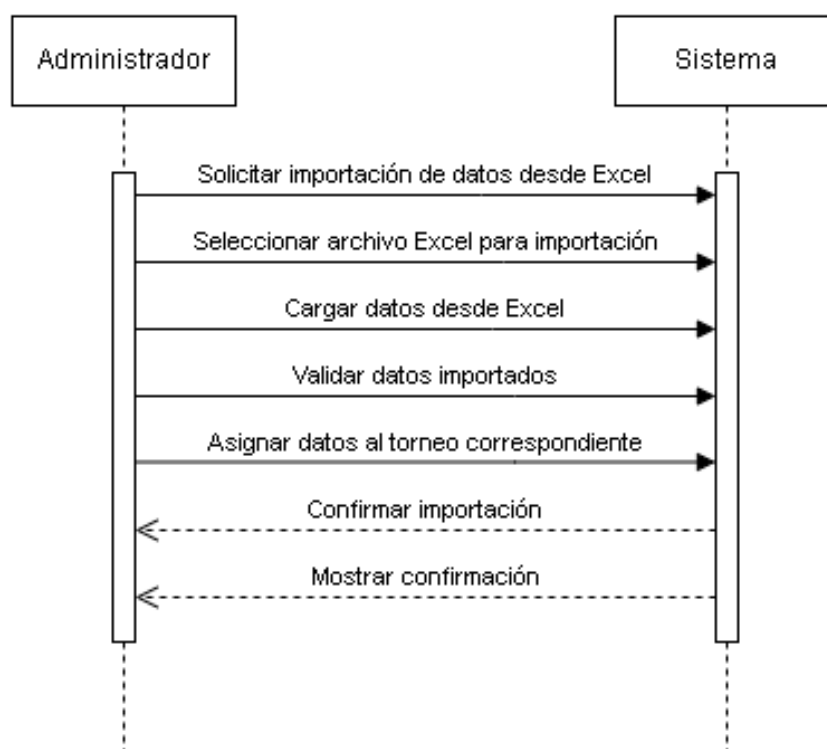 Administrador
Sistema
Solicitar importación de datos desde Excel
Seleccionar archivo Excel para importación
Cargar datos desde Excel
Validar datos importados
Asignar datos al torneo correspondiente
Confirmar importación
Mostrar confirmación